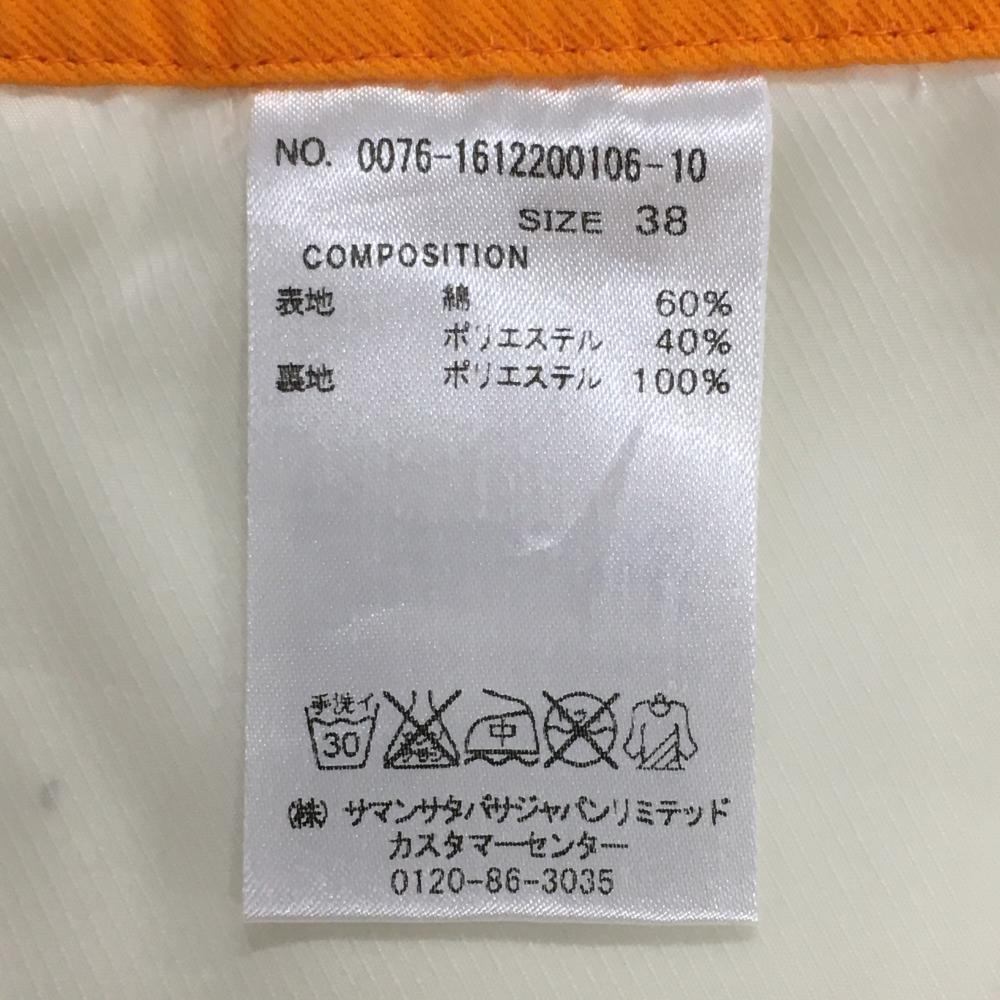 NO. 0076-1612200106-10
SIZE 38
COMPOSITION
表地 綿 60%
ポリエステル 40%
裏地 ポリエステル 100%
手洗イ
30 中
(株) サマンサタバサジャパンリミテッド
カスタマーセンター
0120-86-3035